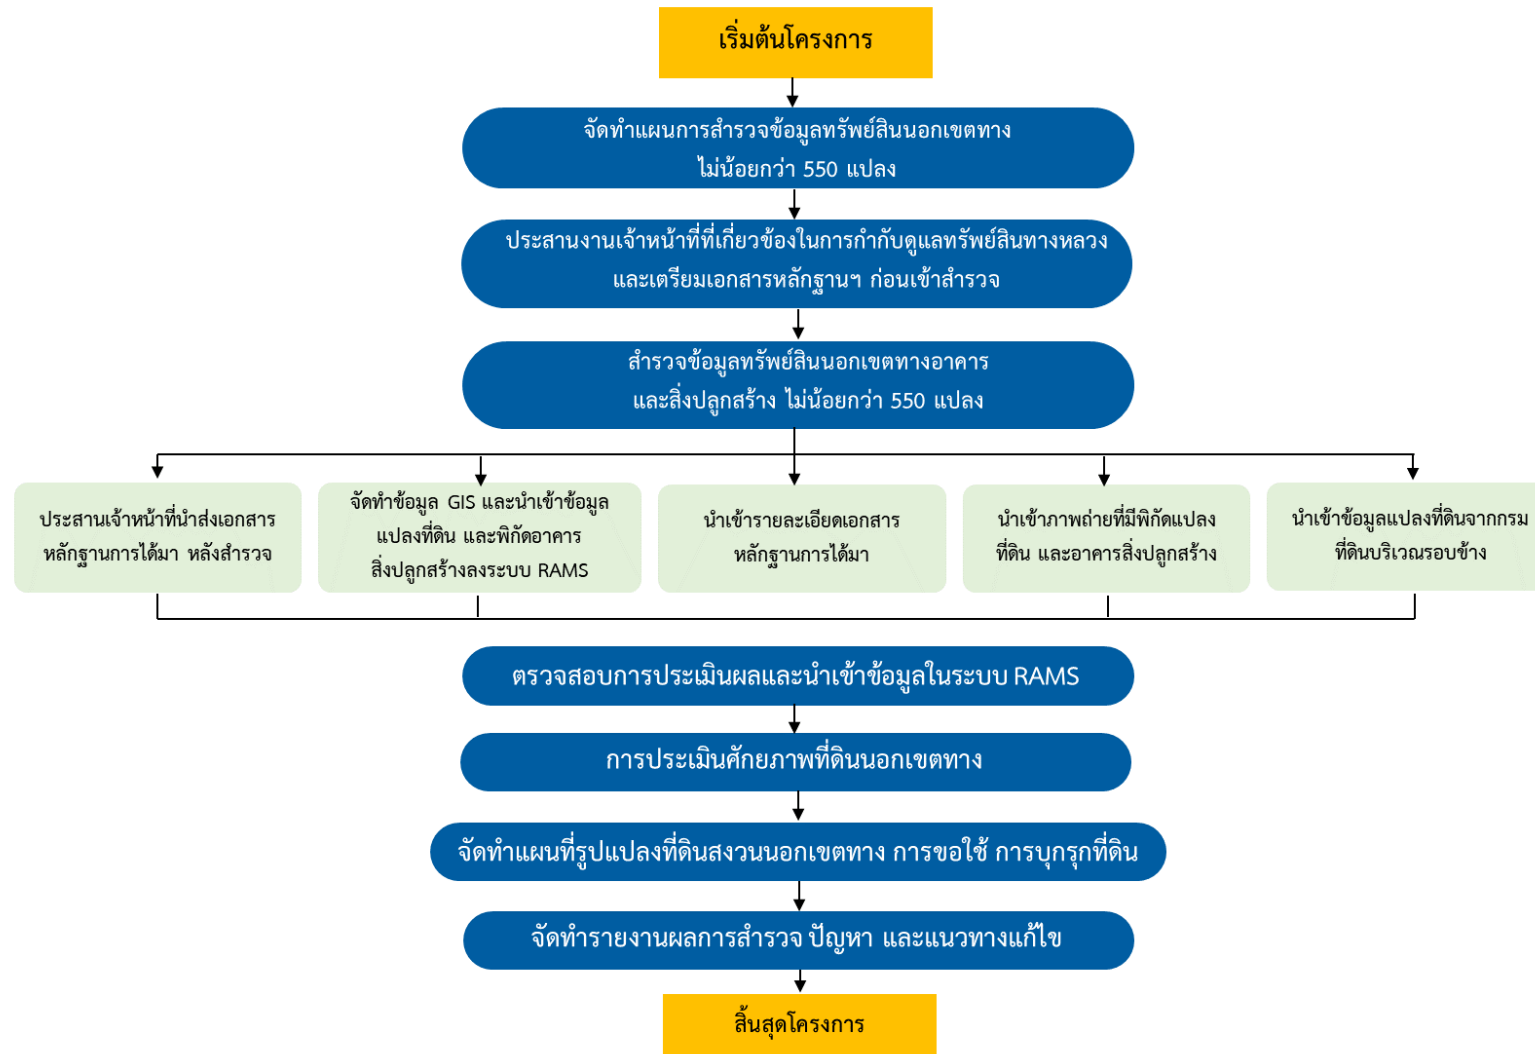 เริ่มต้นโครงการ
จัดทำแผนการสำรวจข้อมูลทรัพย์สินนอกเขตทาง
ไม่น้อยกว่า 550 แปลง
ประสานงานเจ้าหน้าที่ที่เกี่ยวข้องในการกำกับดูแลทรัพย์สินทางหลวง
และเตรียมเอกสารหลักฐานฯ ก่อนเข้าสำรวจ
สำรวจข้อมูลทรัพย์สินนอกเขตทางอาคาร
และสิ่งปลูกสร้าง ไม่น้อยกว่า 550 แปลง
ประสานเจ้าหน้าที่นำส่งเอกสาร
หลักฐานการได้มา หลังสำรวจ
จัดทำข้อมูล GIS และนำเข้าข้อมูล
แปลงที่ดิน และพิกัดอาคาร
สิ่งปลูกสร้างลงระบบ RAMS
นำเข้ารายละเอียดเอกสาร
หลักฐานการได้มา
นำเข้าภาพถ่ายที่มีพิกัดแปลง
ที่ดิน และอาคารสิ่งปลูกสร้าง
นำเข้าข้อมูลแปลงที่ดินจากกรม
ที่ดินบริเวณรอบข้าง
ตรวจสอบการประเมินผลและนำเข้าข้อมูลในระบบ RAMS
การประเมินศักยภาพที่ดินนอกเขตทาง
จัดทำแผนที่รูปแปลงที่ดินสงวนนอกเขตทาง การขอใช้ การบุกรุกที่ดิน
จัดทำรายงานผลการสำรวจ ปัญหา และแนวทางแก้ไข
สิ้นสุดโครงการ